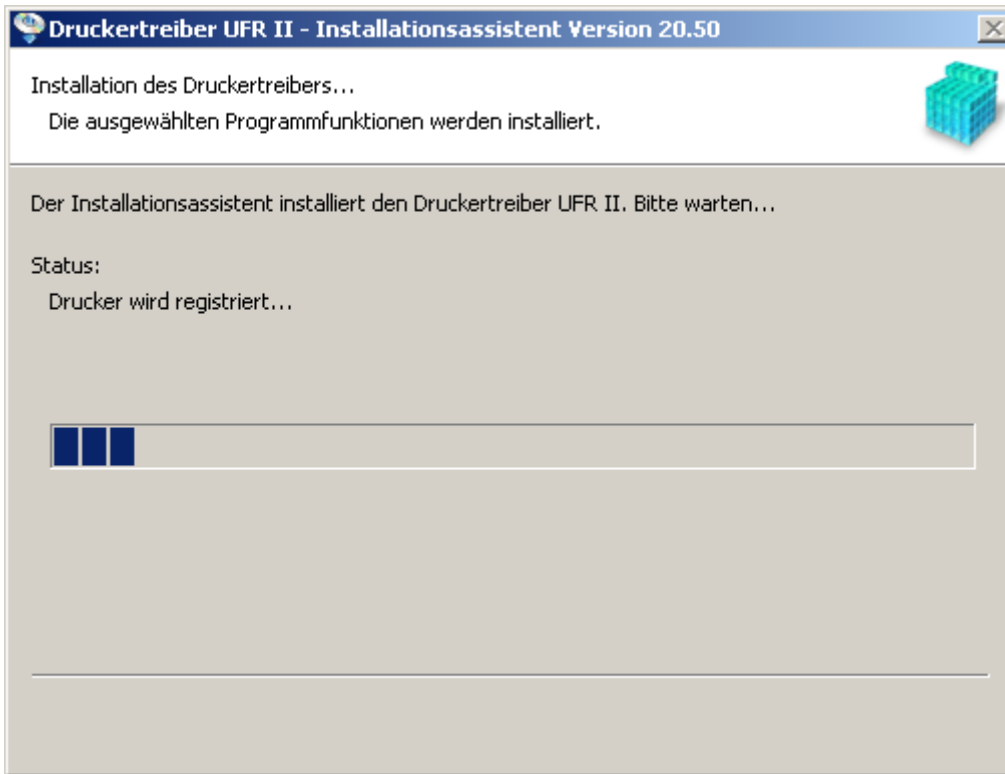 Druckertreiber UFR II - Installationsassistent Version 20.50
Installation des Druckertreibers...
Die ausgewählten Programmfunktionen werden installiert.
Der Installationsassistent installiert den Druckertreiber UFR II. Bitte warten...
Status:
Drucker wird registriert...